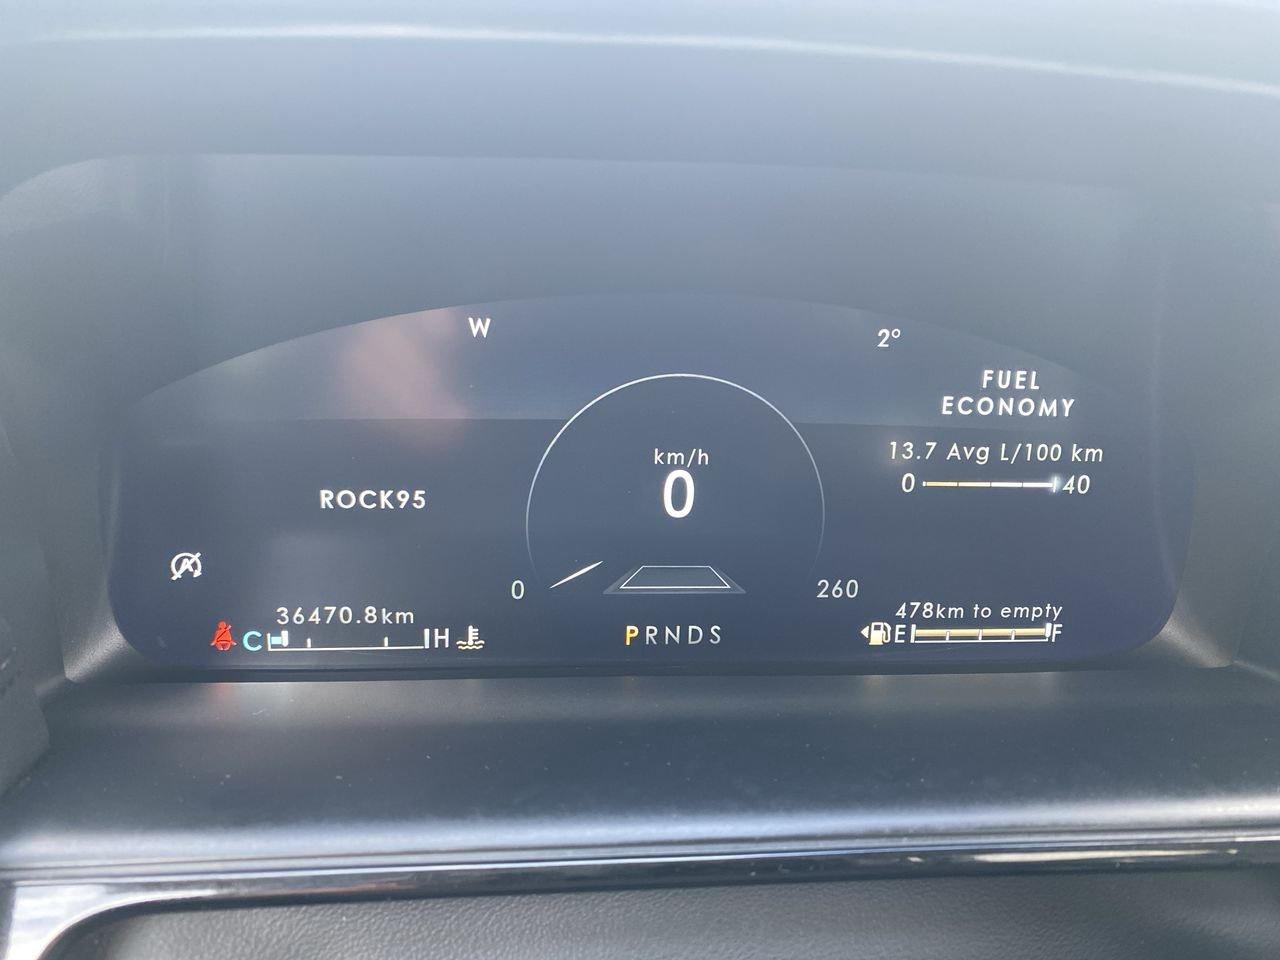 W
2°
FUEL
ECONOMY
13.7 Avg L/100 km
0 40
km/h
0
ROCK95
A
0 260
36470.8km
478km to empty
C H
PRNDS
E F